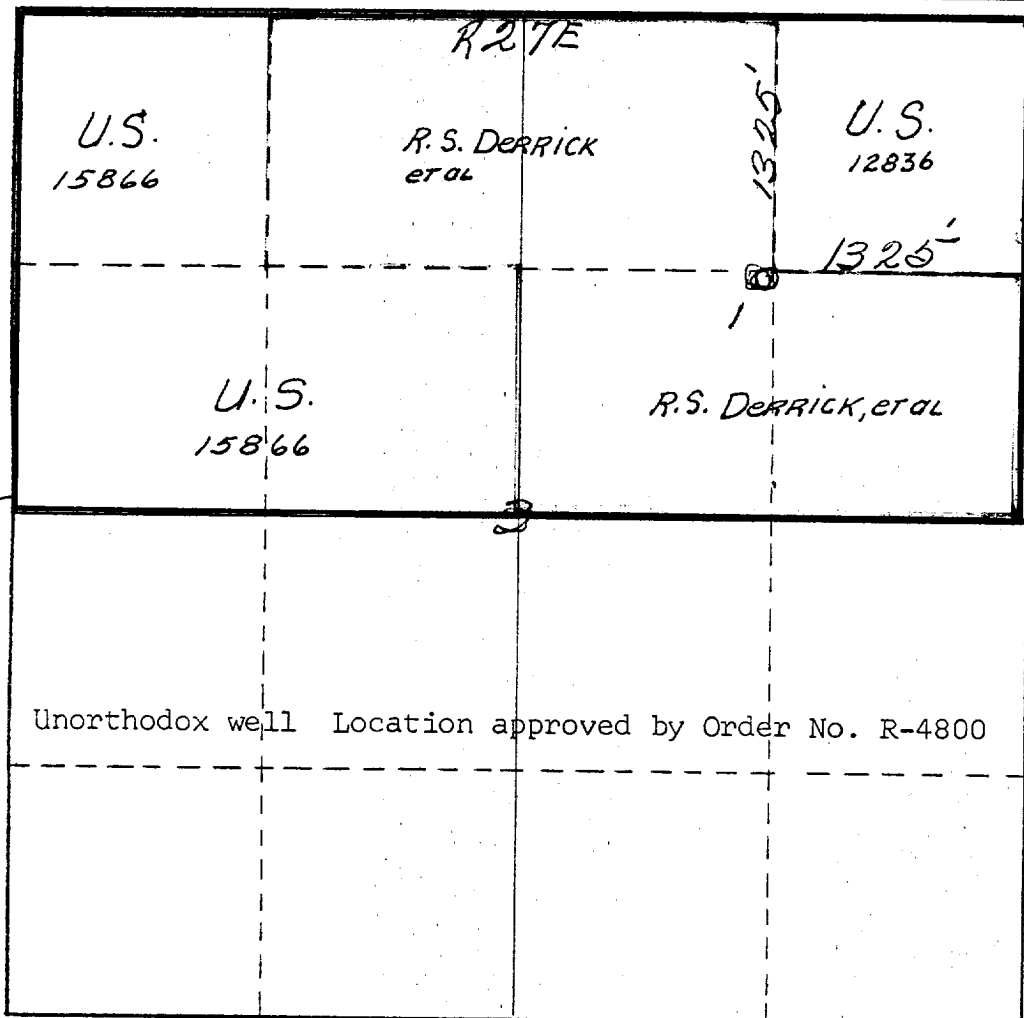 R27E
U.S.
15866
R.S. DERRICK
et al
1325'
U.S.
12836
1325'
1
U.S.
15866
R.S. DERRICK, et al
Unorthodox well Location approved by Order No. R-4800